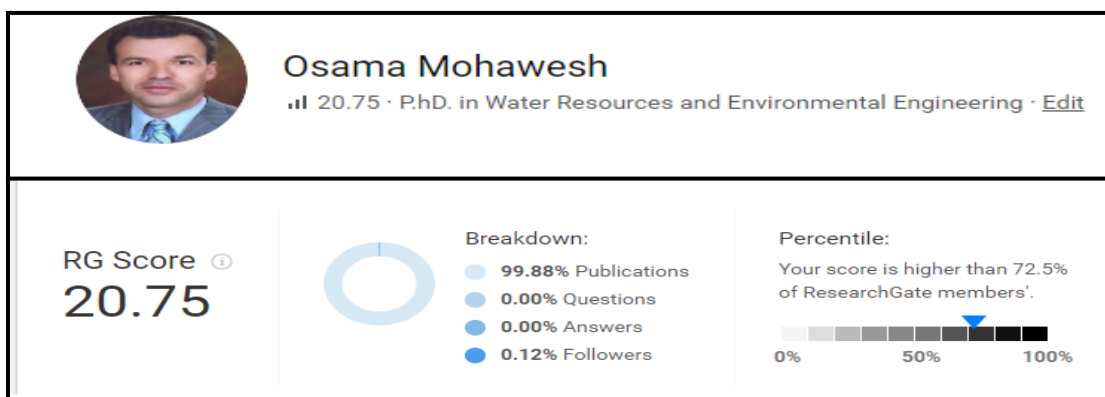 Osama Mohawesh
20.75 · P.hD. in Water Resources and Environmental Engineering · Edit
RG Score
20.75
Breakdown:
99.88% Publications
0.00% Questions
0.00% Answers
0.12% Followers
Percentile:
Your score is higher than 72.5%
of ResearchGate members'.
0% 50% 100%